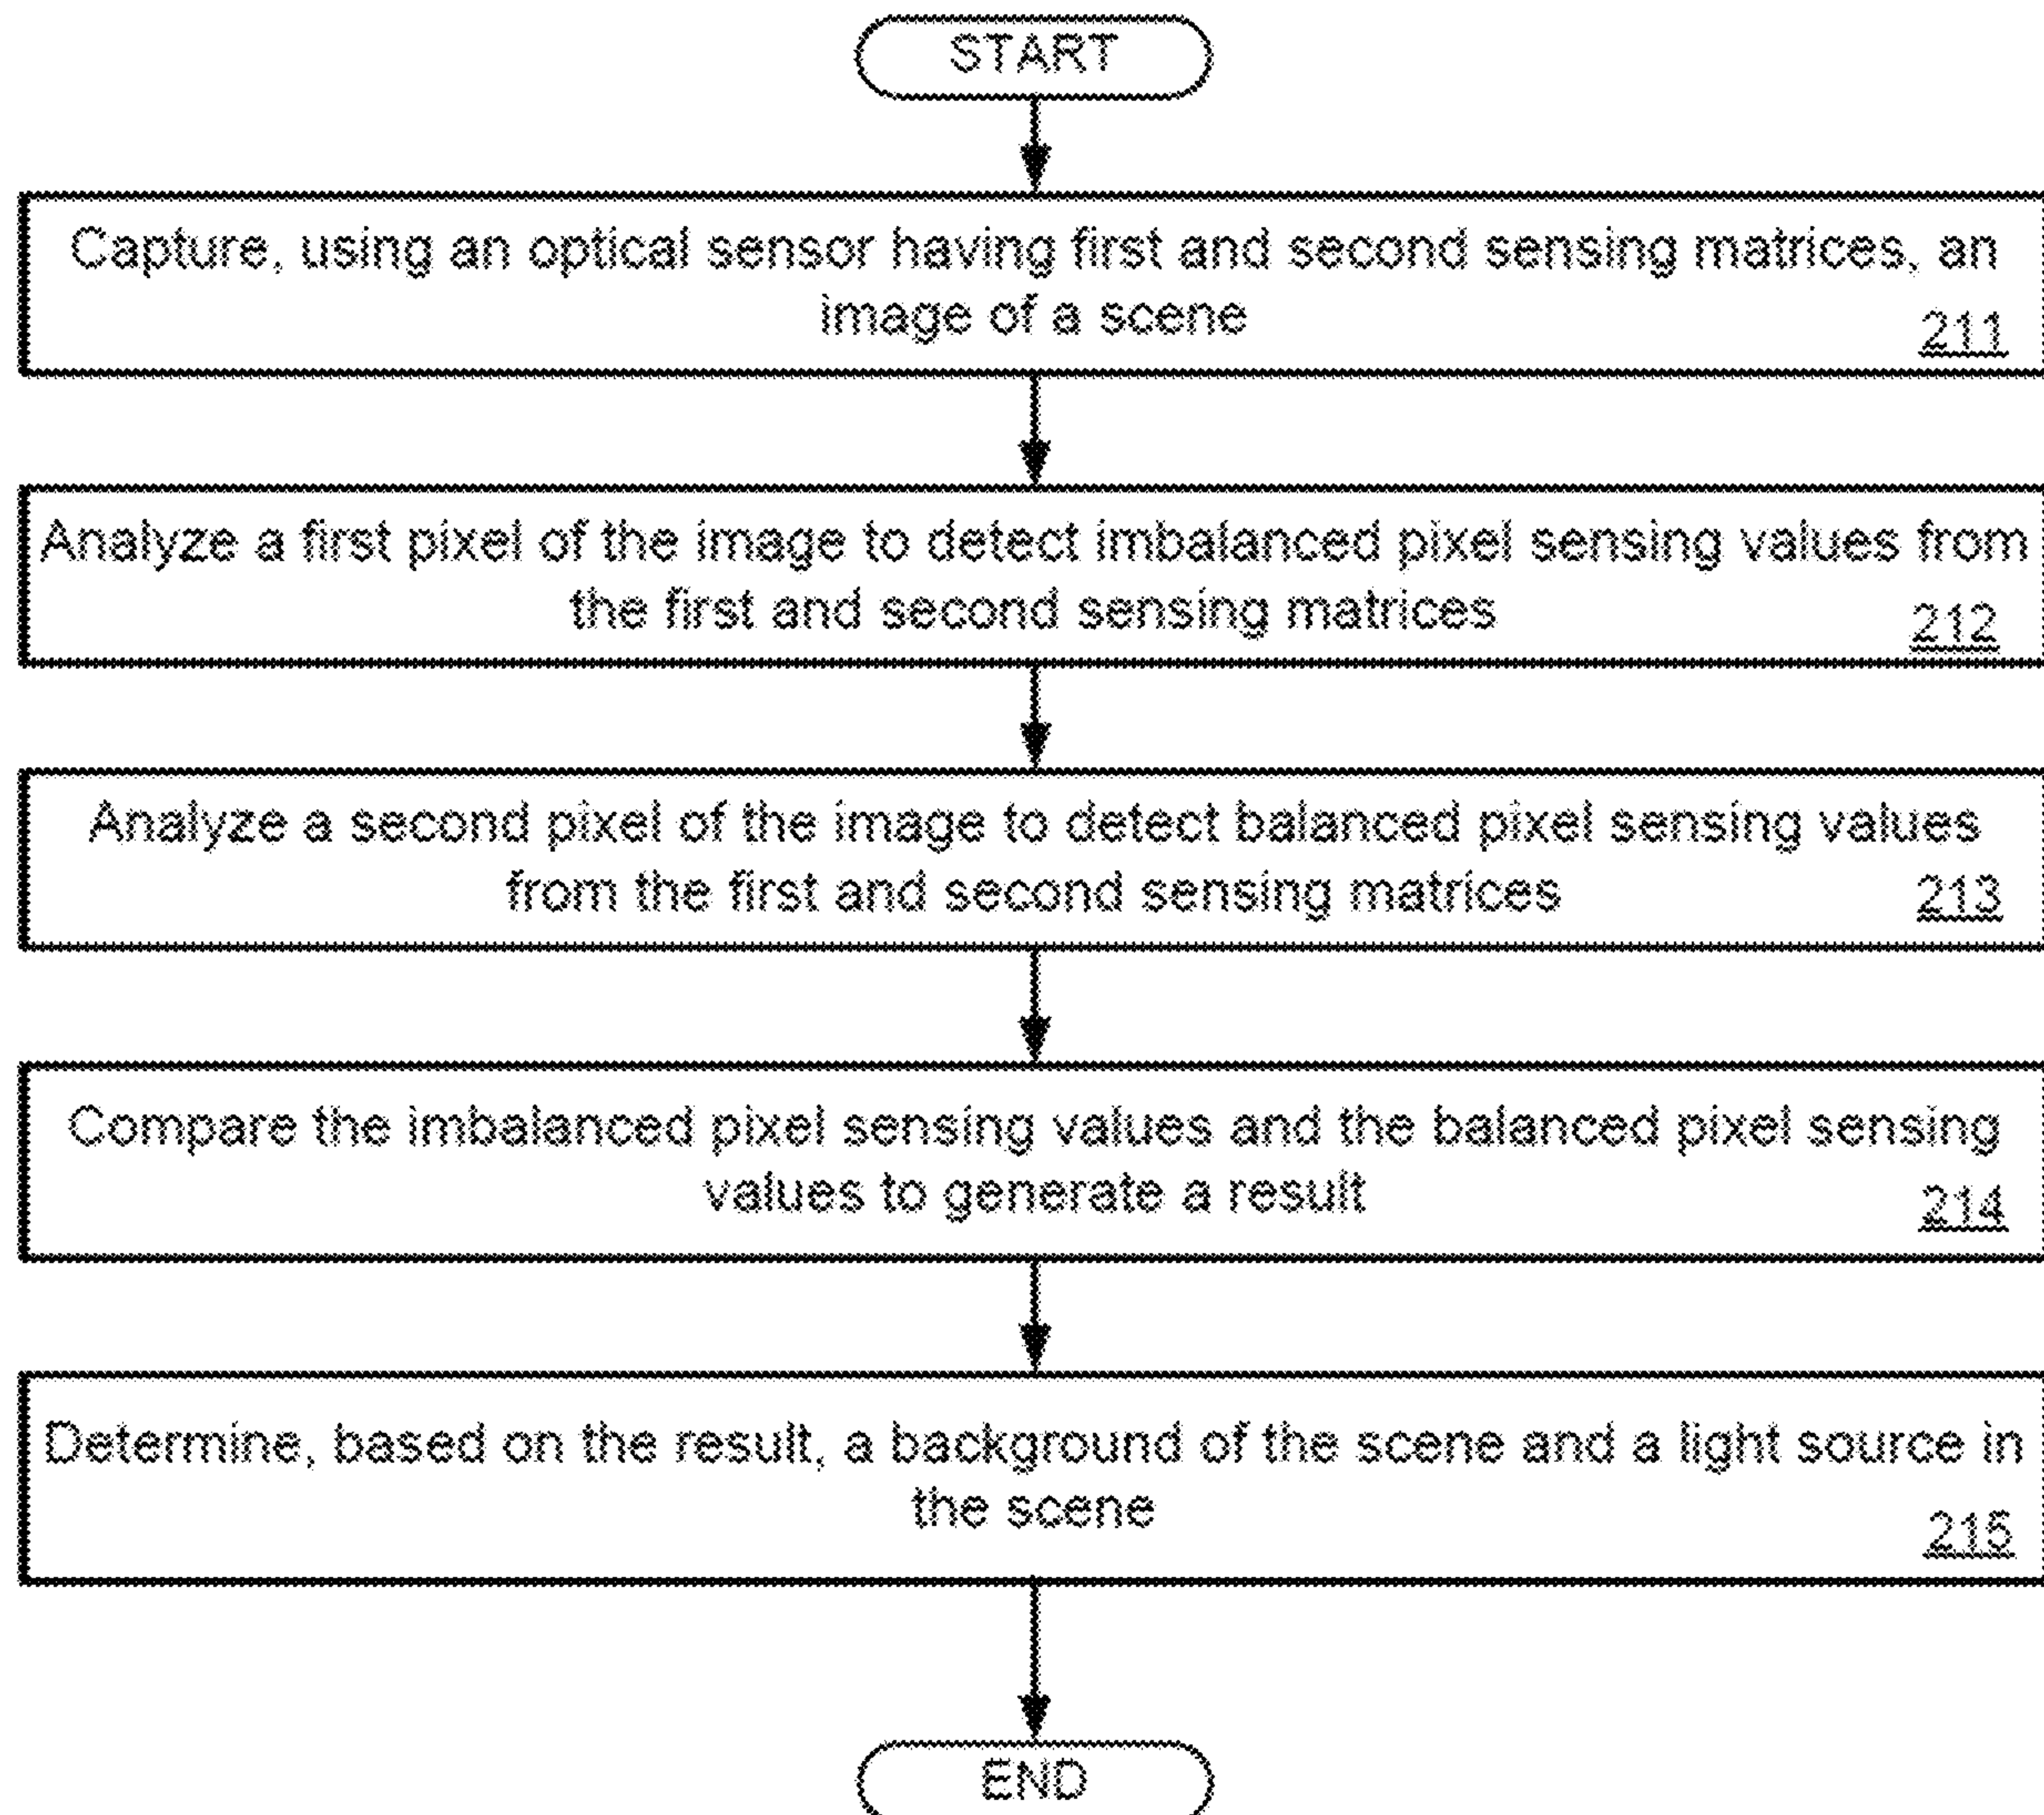 START
Capture, using an optical sensor having first and second sensing matrices, an
image of a scene
211
Analyze a first pixel of the image to detect imbalanced pixel sensing values from
the first and second sensing matrices
212
Analyze a second pixel of the image to detect balanced pixel sensing values
from the first and second sensing matrices
213
Compare the imbalanced pixel sensing values and the balanced pixel sensing
values to generate a result
214
Determine, based on the result, a background of the scene and a light source in
the scene
215
END